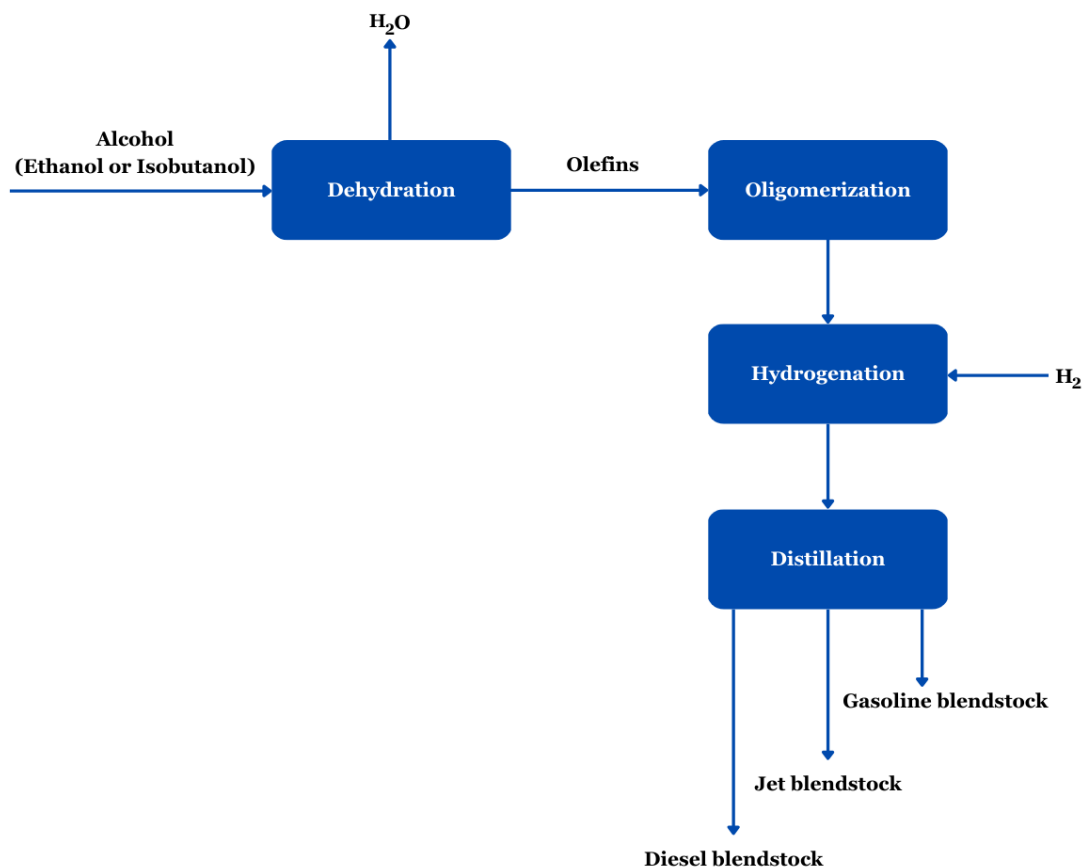 H₂O
Alcohol
(Ethanol or Isobutanol)
Dehydration
Olefins
Oligomerization
Hydrogenation
H₂
Distillation
Gasoline blendstock
Jet blendstock
Diesel blendstock